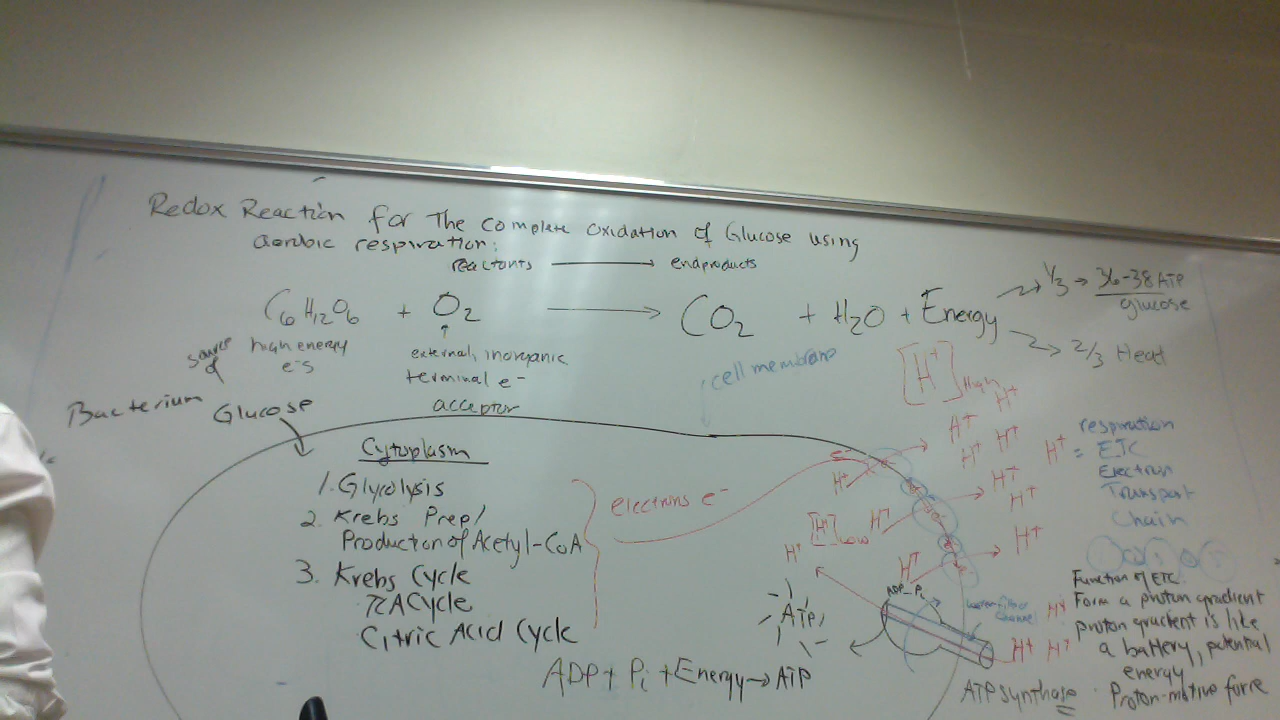 Redox Reaction for The complete oxidation of Glucose using
aerobic respiration:
reactants → endproducts
C6H12O6 + O2 → CO2 + H2O + Energy
1/3 → 36-38 ATP
glucose
2/3 Heat
high energy
e-s
source
of
external, inorganic
terminal e-
acceptor
cell membrane
[H+] High
Bacterium
Glucose
Cytoplasm
1. Glycolysis
2. Krebs Prep/
Production of Acetyl-CoA
3. Krebs Cycle
TCA Cycle
Citric Acid Cycle
electrons e-
e-
H+
[H+] Low
H+
H+
H+
H+
H+
H+ H+
H+
H+
H+
H+
H+
H+
respiration
= ETC
Electron
Transport
Chain
Function of ETC.
Form a proton gradient
proton gradient is like
a battery, potential
energy
Proton-motive force
ADP Pi
channel
H+
H+ H+
ATP
ATP synthase
ADP + Pi + Energy → ATP